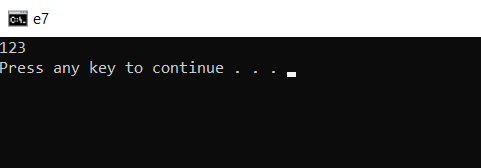 e7
123
Press any key to continue . . .